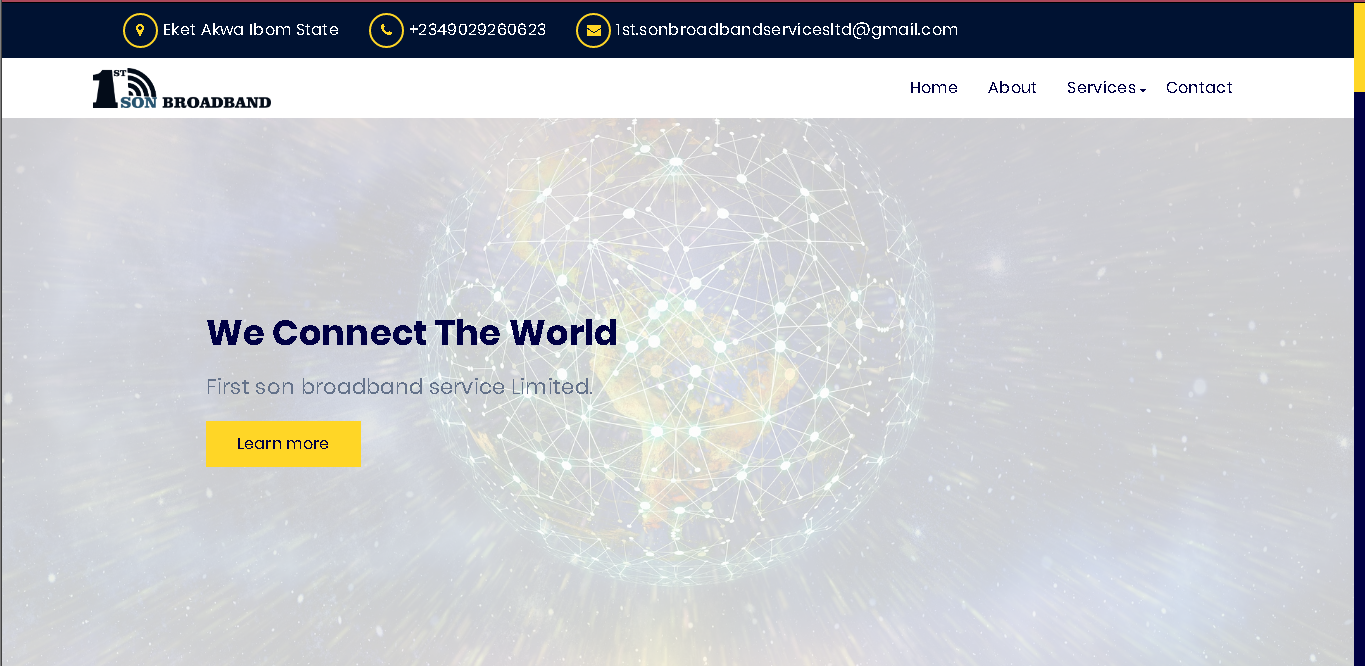 Eket Akwa Ibom State +2349029260623 1st.sonbroadbandservicesltd@gmail.com
1ST SON BROADBAND
Home About Services Contact
We Connect The World
First son broadband service Limited.
Learn more